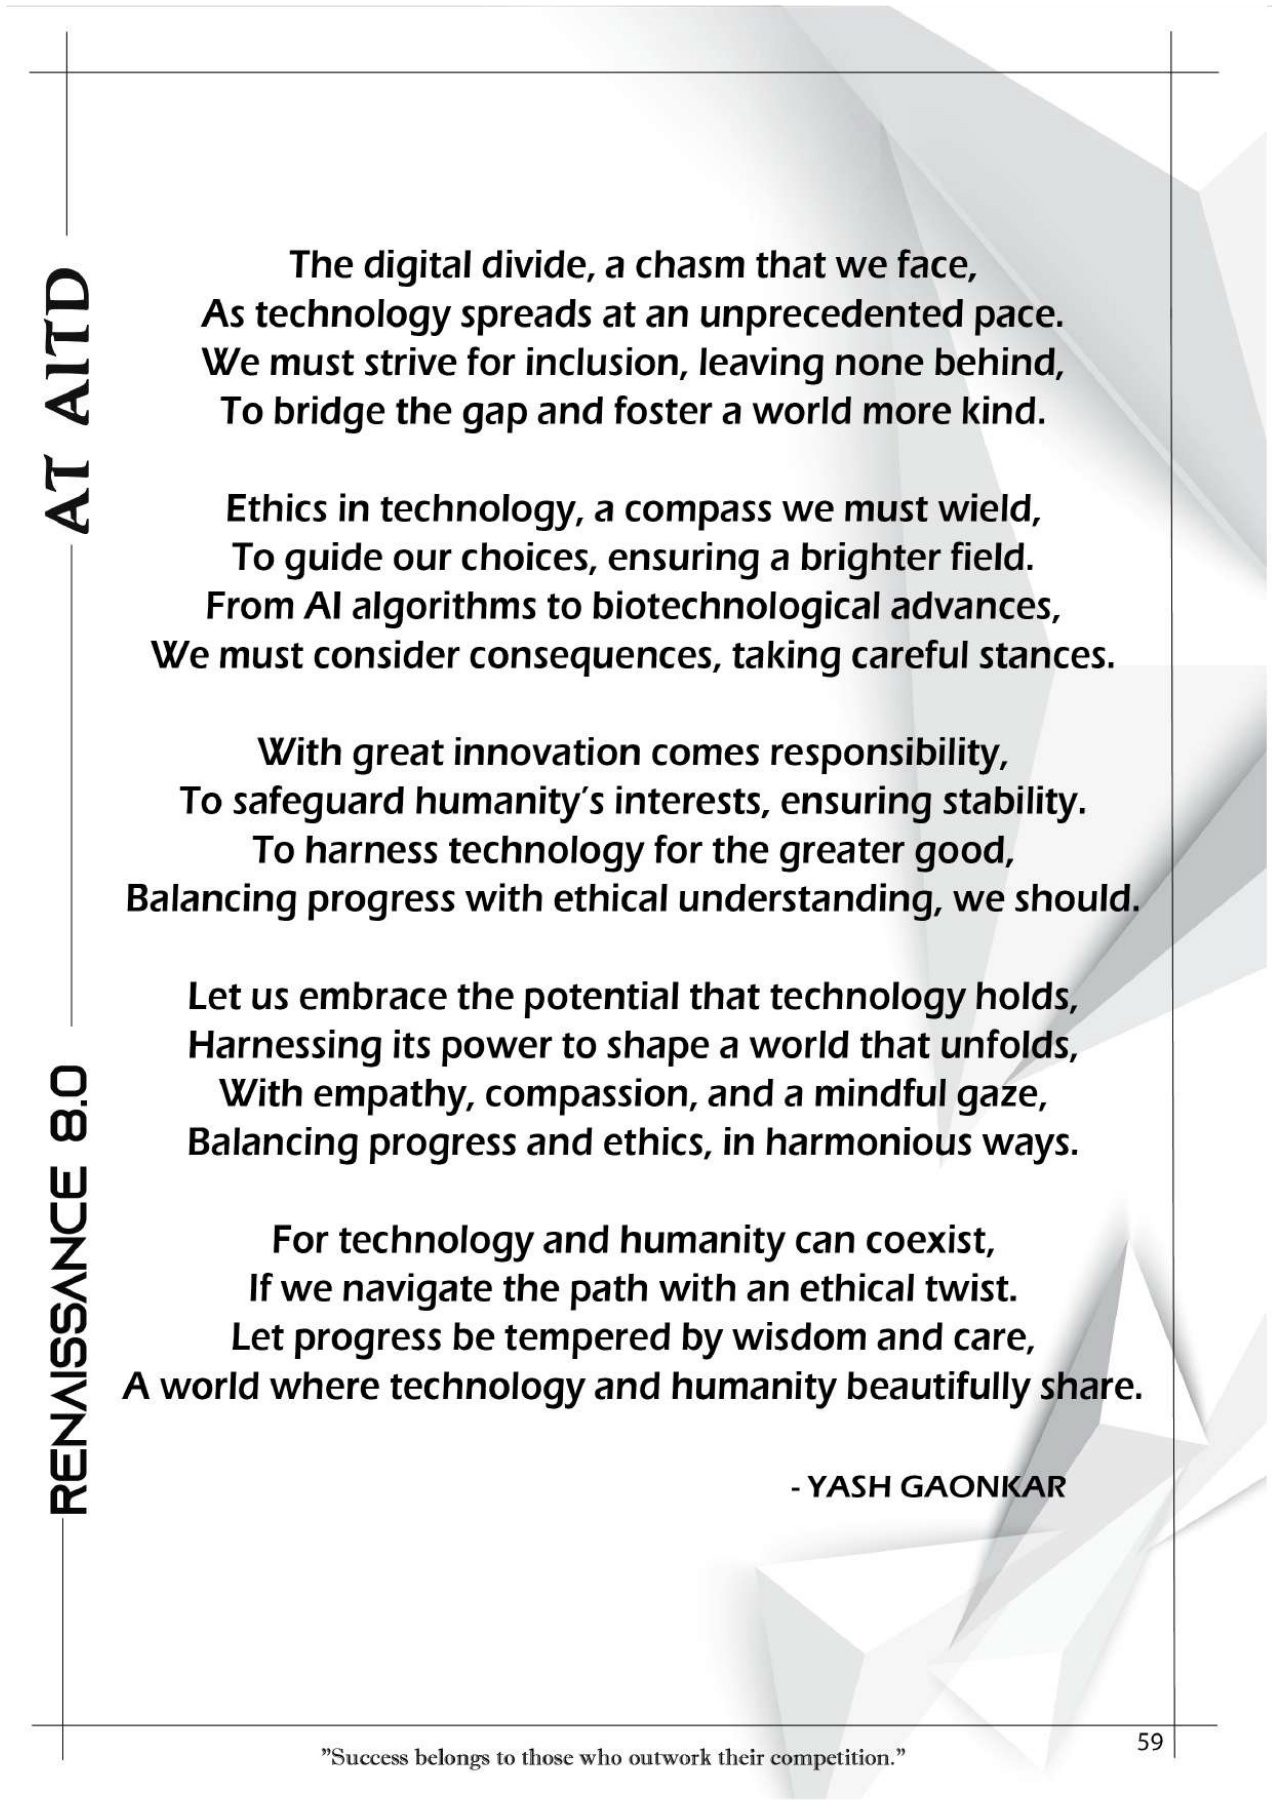 AT AITD
RENAISSANCE 8.0
The digital divide, a chasm that we face,
As technology spreads at an unprecedented pace.
We must strive for inclusion, leaving none behind,
To bridge the gap and foster a world more kind.
Ethics in technology, a compass we must wield,
To guide our choices, ensuring a brighter field.
From AI algorithms to biotechnological advances,
We must consider consequences, taking careful stances.
With great innovation comes responsibility,
To safeguard humanity’s interests, ensuring stability.
To harness technology for the greater good,
Balancing progress with ethical understanding, we should.
Let us embrace the potential that technology holds,
Harnessing its power to shape a world that unfolds,
With empathy, compassion, and a mindful gaze,
Balancing progress and ethics, in harmonious ways.
For technology and humanity can coexist,
If we navigate the path with an ethical twist.
Let progress be tempered by wisdom and care,
A world where technology and humanity beautifully share.
- YASH GAONKAR
”Success belongs to those who outwork their competition.”
59